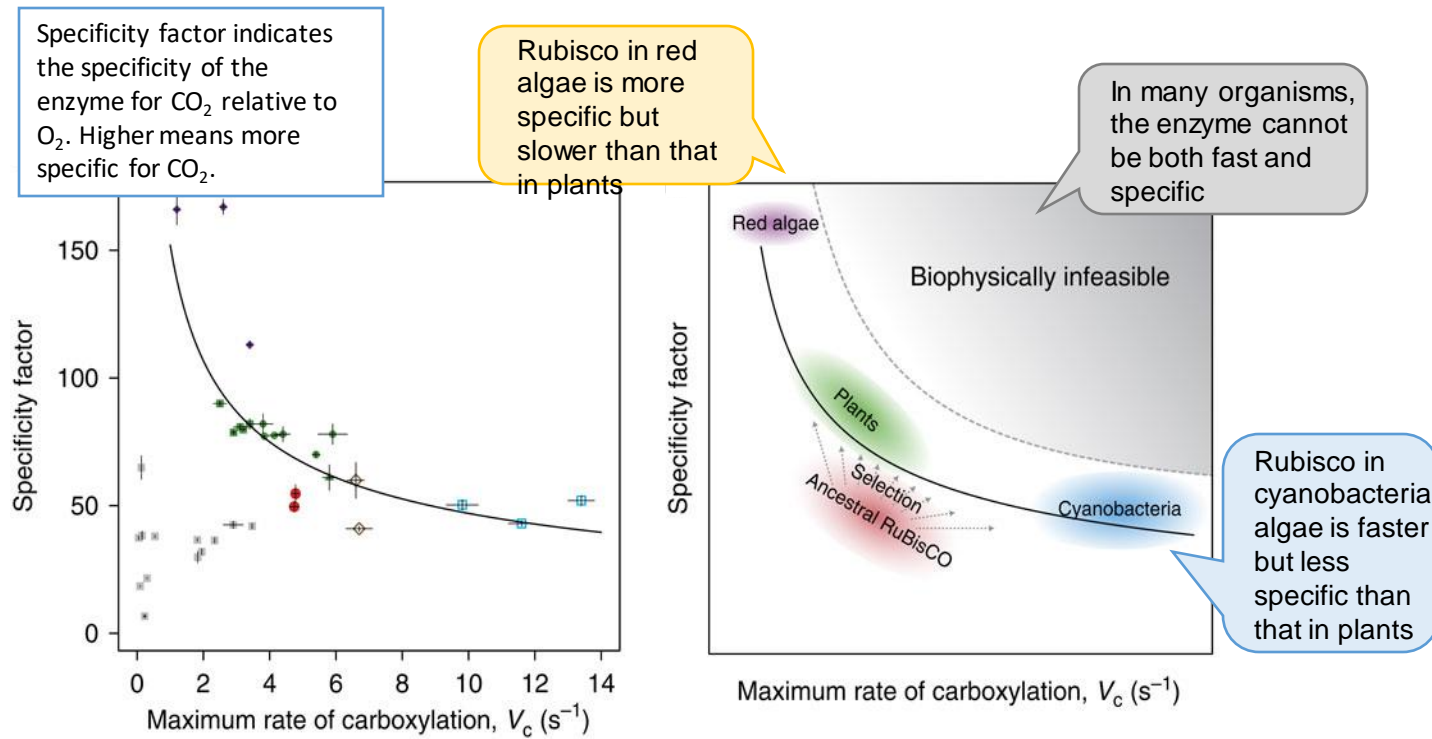 Specificity factor indicates
the specificity of the
enzyme for CO₂ relative to
O₂. Higher means more
specific for CO₂.
Rubisco in red
algae is more
specific but
slower than that
in plants
In many organisms,
the enzyme cannot
be both fast and
specific
150
100
50
0
Specificity factor
0 2 4 6 8 10 12 14
Maximum rate of carboxylation, Vc (s⁻¹)
Red algae
Biophysically infeasible
Plants
Selection
Ancestral RuBisCO
Cyanobacteria
Specificity factor
Maximum rate of carboxylation, Vc (s⁻¹)
Rubisco in
cyanobacteria
algae is faster
but less
specific than
that in plants